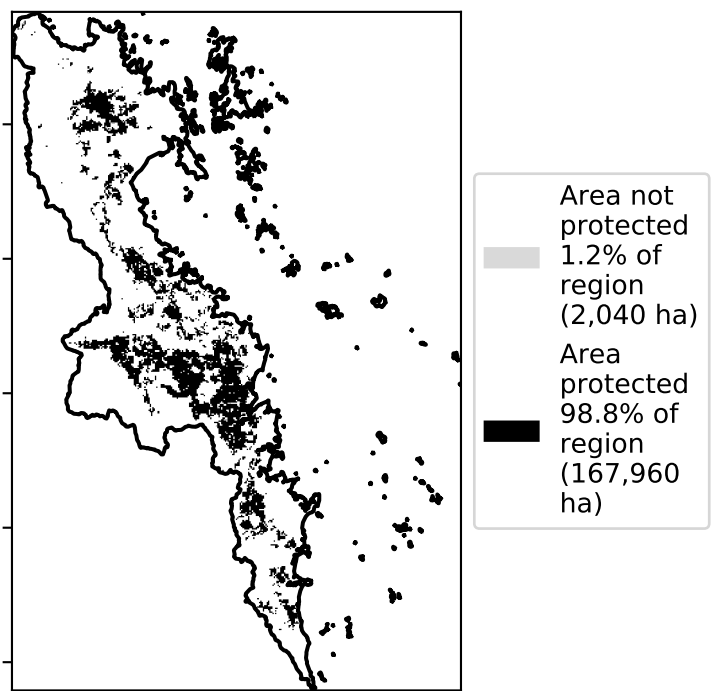 Area not
protected
1.2% of
region
(2,040 ha)
Area
protected
98.8% of
region
(167,960
ha)